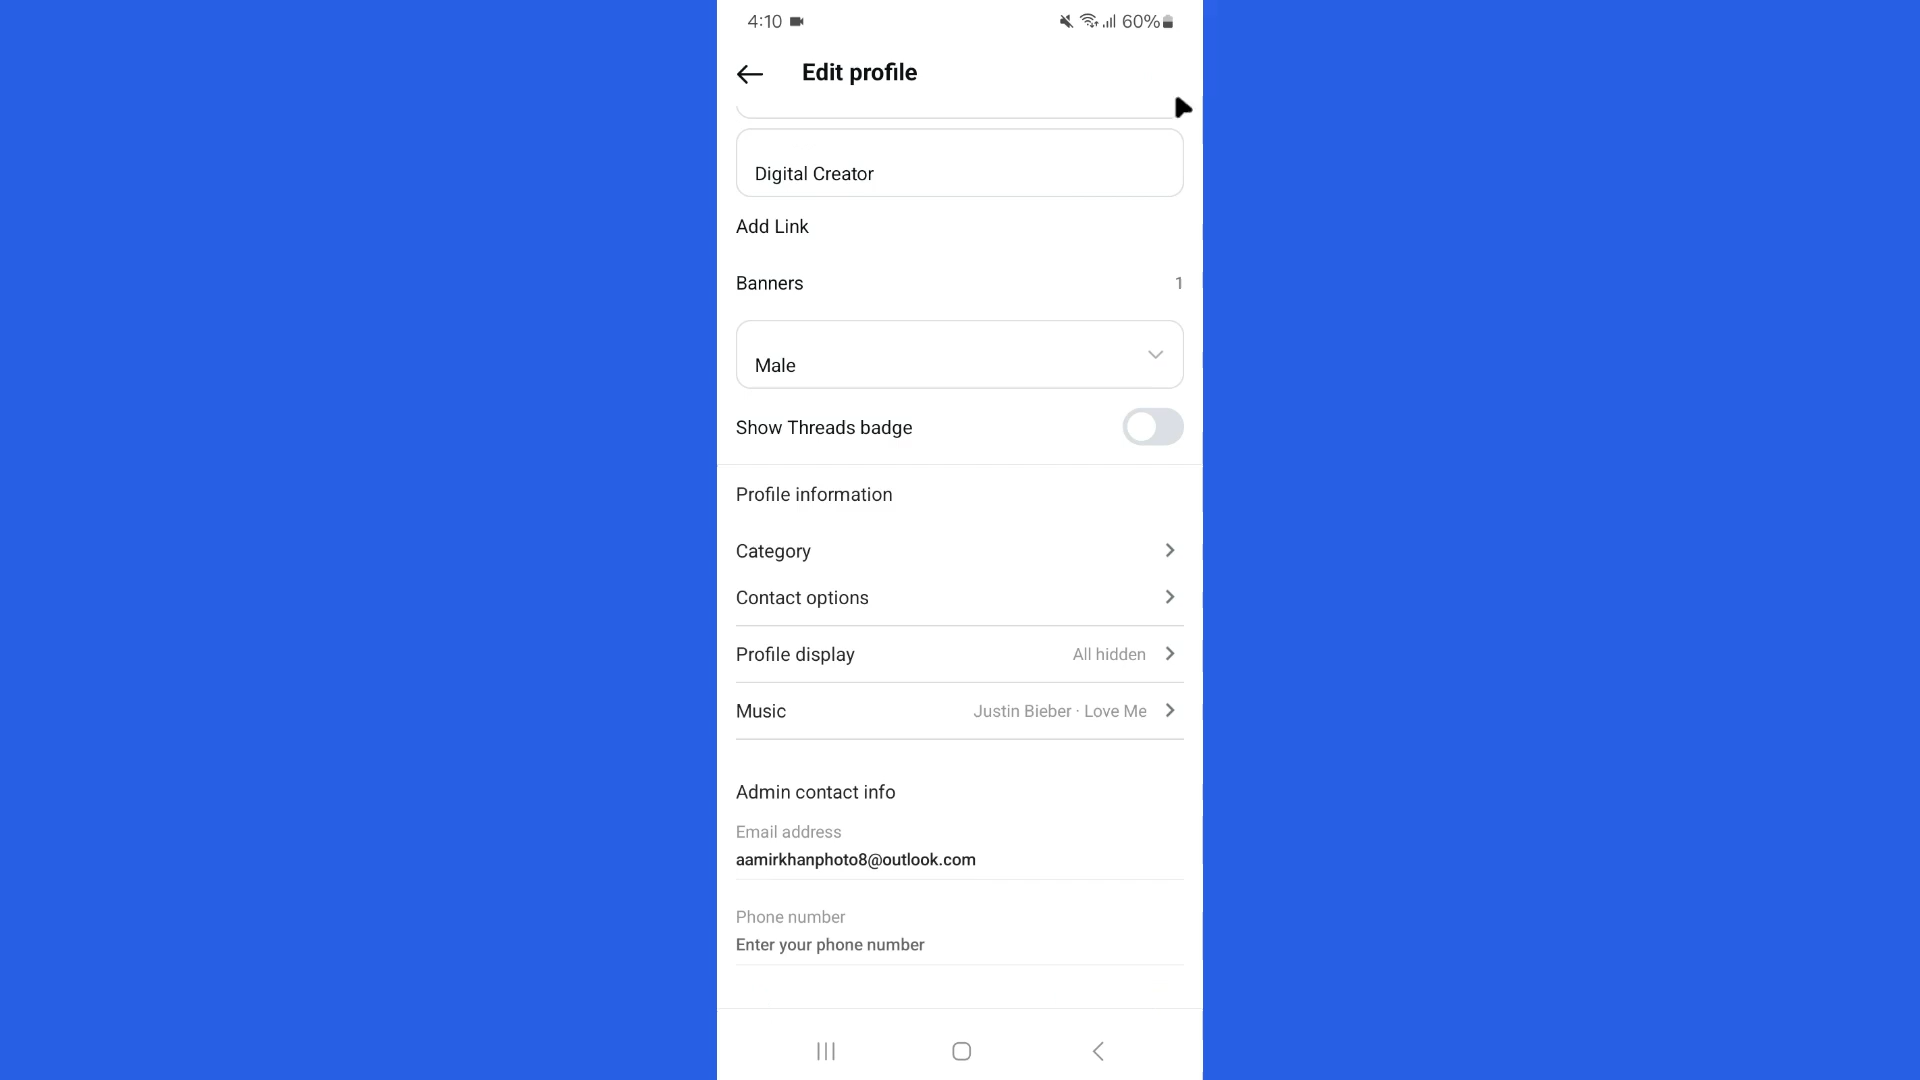 4:10
60%
Edit profile
Digital Creator
Add Link
Banners 1
Male
Show Threads badge
Profile information
Category
Contact options
Profile display All hidden
Music Justin Bieber · Love Me
Admin contact info
Email address
aamirkhanphoto8@outlook.com
Phone number
Enter your phone number